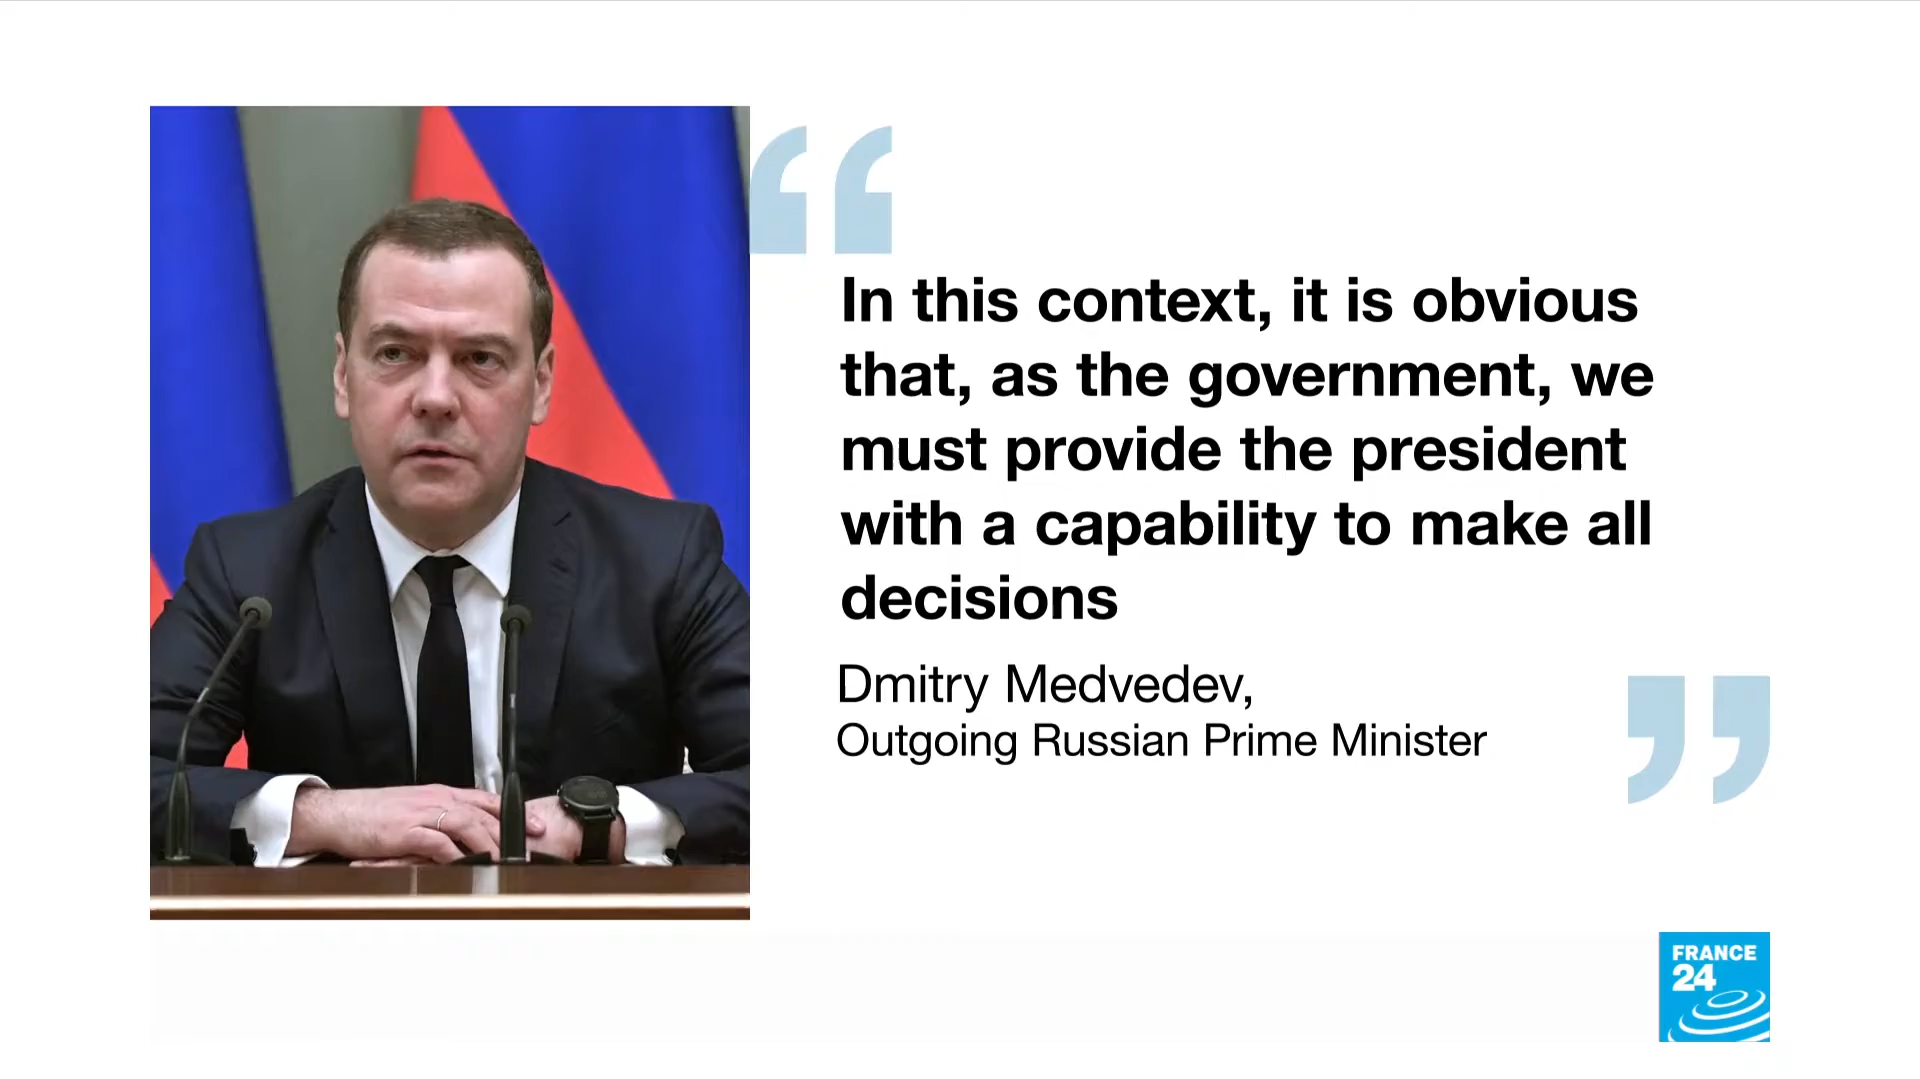 In this context, it is obvious
that, as the government, we
must provide the president
with a capability to make all
decisions
Dmitry Medvedev,
Outgoing Russian Prime Minister
FRANCE
24